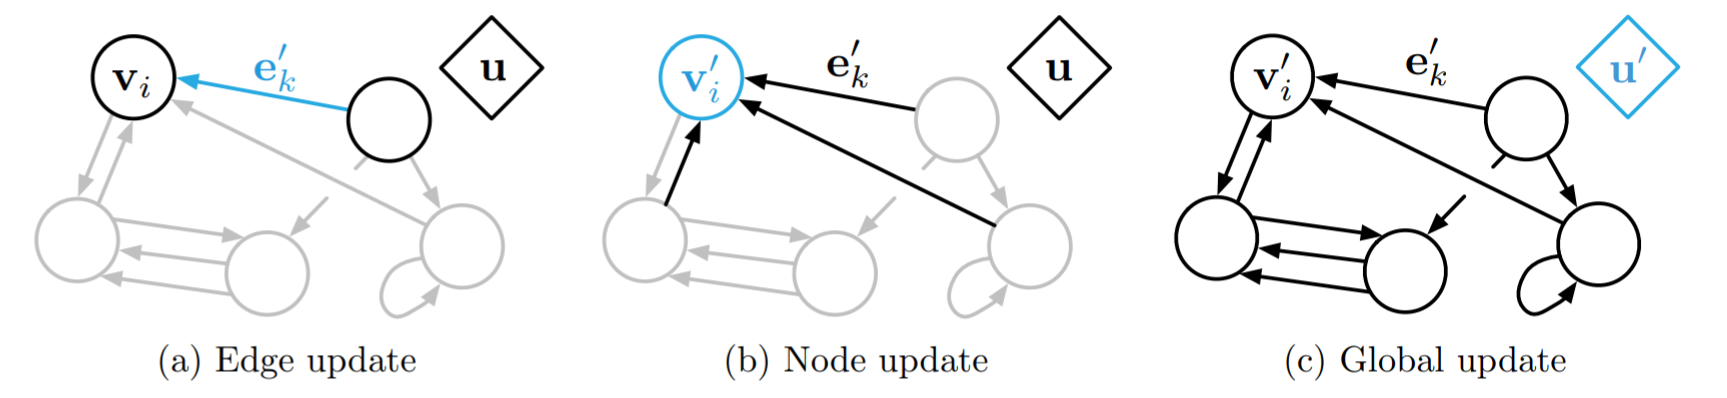 v_i e′_k u
v′_i e′_k u
v′_i e′_k u′
(a) Edge update
(b) Node update
(c) Global update